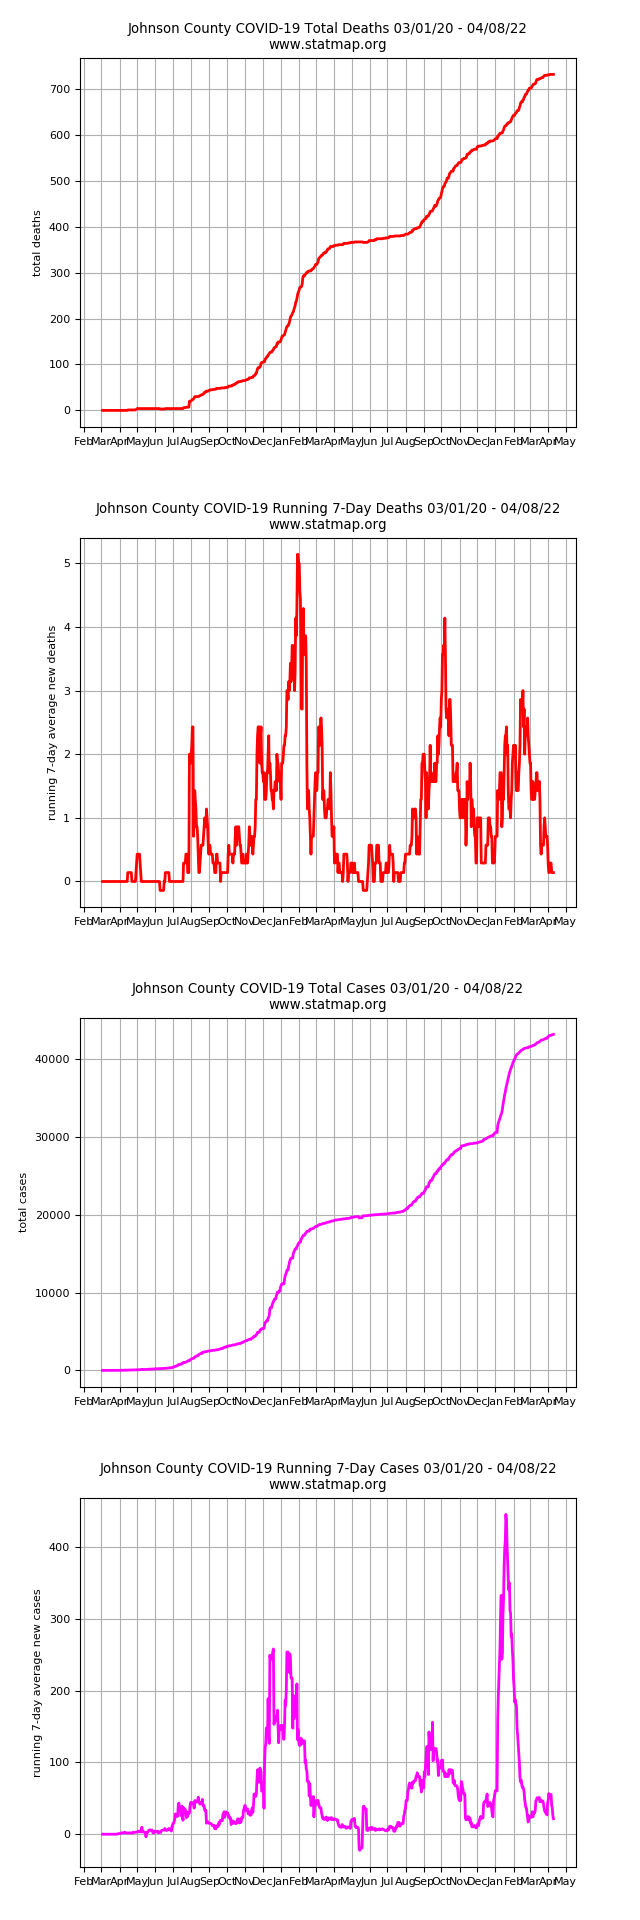 Johnson County COVID-19 Total Deaths 03/01/20 - 04/08/22
www.statmap.org
total deaths
700
600
500
400
300
200
100
0
Feb Mar Apr May Jun Jul Aug Sep Oct Nov Dec Jan Feb Mar Apr May Jun Jul Aug Sep Oct Nov Dec Jan Feb Mar Apr May
Johnson County COVID-19 Running 7-Day Deaths 03/01/20 - 04/08/22
www.statmap.org
running 7-day average new deaths
5
4
3
2
1
0
Feb Mar Apr May Jun Jul Aug Sep Oct Nov Dec Jan Feb Mar Apr May Jun Jul Aug Sep Oct Nov Dec Jan Feb Mar Apr May
Johnson County COVID-19 Total Cases 03/01/20 - 04/08/22
www.statmap.org
total cases
40000
30000
20000
10000
0
Feb Mar Apr May Jun Jul Aug Sep Oct Nov Dec Jan Feb Mar Apr May Jun Jul Aug Sep Oct Nov Dec Jan Feb Mar Apr May
Johnson County COVID-19 Running 7-Day Cases 03/01/20 - 04/08/22
www.statmap.org
running 7-day average new cases
400
300
200
100
0
Feb Mar Apr May Jun Jul Aug Sep Oct Nov Dec Jan Feb Mar Apr May Jun Jul Aug Sep Oct Nov Dec Jan Feb Mar Apr May